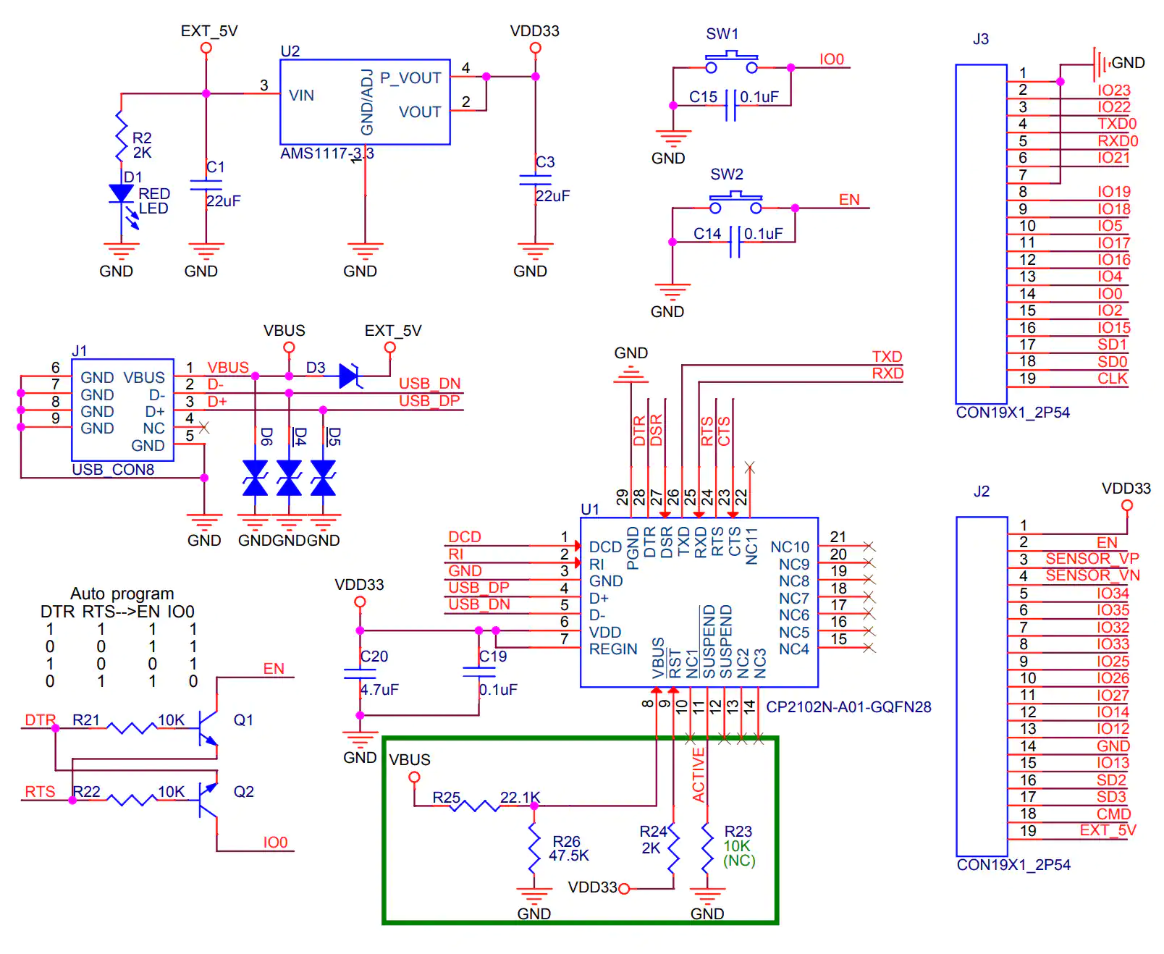 EXT_5V
U2
VDD33
3
VIN
GND/ADJ
P_VOUT
4
VOUT
2
AMS1117-3.3
1
R2
2K
D1
RED
LED
C1
22uF
C3
22uF
GND
GND
GND
GND
SW1
IO0
C15
0.1uF
GND
SW2
EN
C14
0.1uF
GND
J3
GND
1
2 IO23
3 IO22
4 TXD0
5 RXD0
6 IO21
7
8 IO19
9 IO18
10 IO5
11 IO17
12 IO16
13 IO4
14 IO0
15 IO2
16 IO15
17 SD1
18 SD0
19 CLK
CON19X1_2P54
J1
VBUS
EXT_5V
6 GND VBUS 1 VBUS
7 GND D- 2 D-
8 GND D+ 3 D+
9 GND NC 4
GND 5
USB_CON8
D3
USB_DN
USB_DP
D6
D4
D5
GND
GND
GND
GND
GND
TXD
RXD
DTR
DSR
RTS
CTS
29
28
27
26
25
24
23
22
U1
PGND
DTR
DSR
TXD
RXD
RTS
CTS
NC11
DCD 1 DCD
RI 2 RI
GND 3 GND
USB_DP 4 D+
USB_DN 5 D-
6 VDD
7 REGIN
NC10 21
NC9 20
NC8 19
NC7 18
NC6 17
NC5 16
NC4 15
VBUS
RST
NC1
SUSPEND
SUSPEND
NC2
NC3
8
9
10
11
12
13
14
CP2102N-A01-GQFN28
VDD33
C20
4.7uF
C19
0.1uF
GND
Auto program
DTR RTS-->EN IO0
1 1 1 1
0 0 1 1
1 0 0 1
0 1 1 0
EN
DTR
R21
10K
Q1
RTS
R22
10K
Q2
IO0
VBUS
R25
22.1K
R26
47.5K
GND
R24
2K
VDD33
ACTIVE
R23
10K
(NC)
GND
J2
VDD33
1
2 EN
3 SENSOR_VP
4 SENSOR_VN
5 IO34
6 IO35
7 IO32
8 IO33
9 IO25
10 IO26
11 IO27
12 IO14
13 IO12
14 GND
15 IO13
16 SD2
17 SD3
18 CMD
19 EXT_5V
CON19X1_2P54